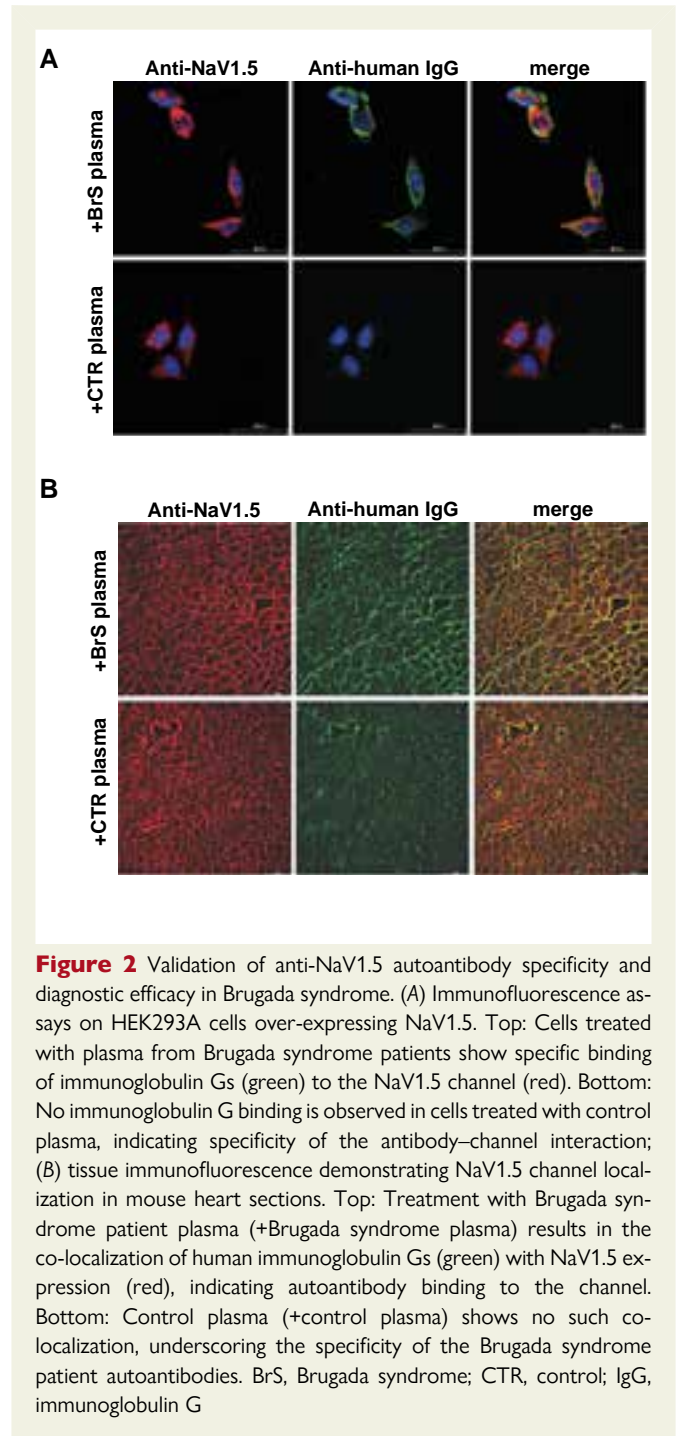 A
Anti-NaV1.5 Anti-human IgG merge
+BrS plasma
+CTR plasma
B
Anti-NaV1.5 Anti-human IgG merge
+BrS plasma
+CTR plasma
Figure 2 Validation of anti-NaV1.5 autoantibody specificity and
diagnostic efficacy in Brugada syndrome. (A) Immunofluorescence as-
says on HEK293A cells over-expressing NaV1.5. Top: Cells treated
with plasma from Brugada syndrome patients show specific binding
of immunoglobulin Gs (green) to the NaV1.5 channel (red). Bottom:
No immunoglobulin G binding is observed in cells treated with control
plasma, indicating specificity of the antibody–channel interaction;
(B) tissue immunofluorescence demonstrating NaV1.5 channel local-
ization in mouse heart sections. Top: Treatment with Brugada syn-
drome patient plasma (+Brugada syndrome plasma) results in the
co-localization of human immunoglobulin Gs (green) with NaV1.5 ex-
pression (red), indicating autoantibody binding to the channel.
Bottom: Control plasma (+control plasma) shows no such co-
localization, underscoring the specificity of the Brugada syndrome
patient autoantibodies. BrS, Brugada syndrome; CTR, control; IgG,
immunoglobulin G